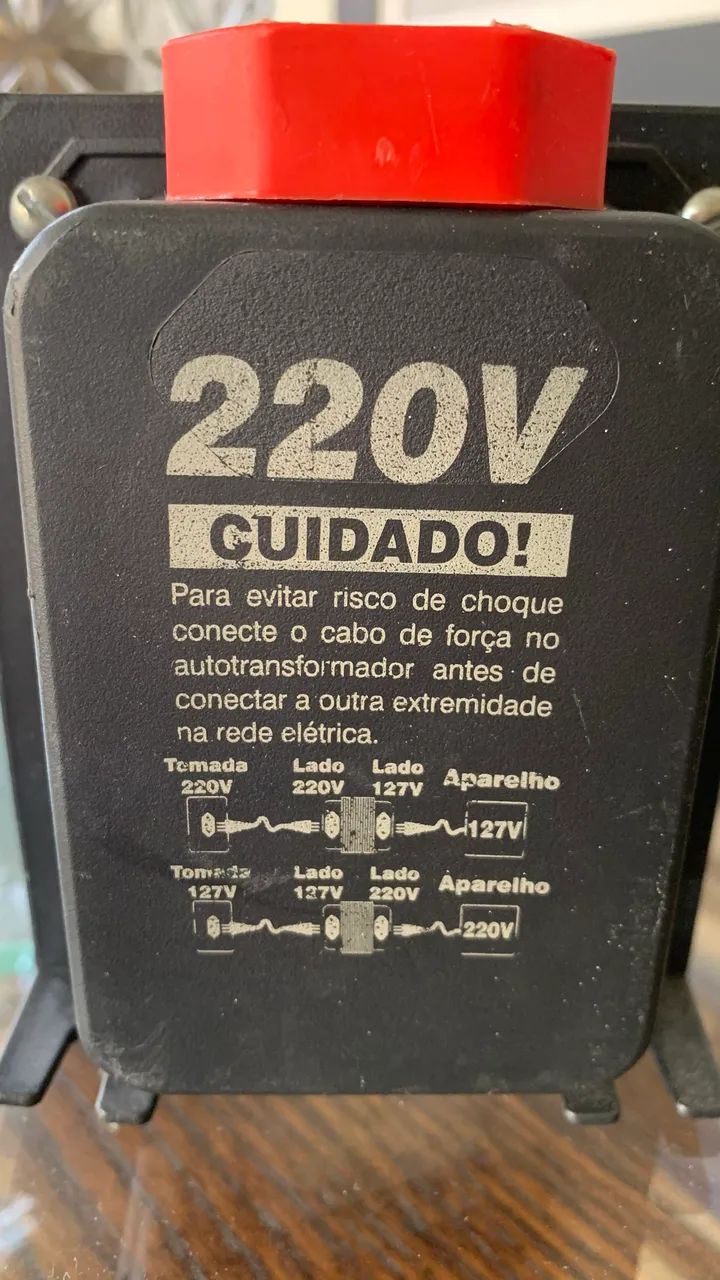 220V
CUIDADO!
Para evitar risco de choque
conecte o cabo de força no
autotransformador antes de
conectar a outra extremidade
na rede elétrica.
Tomada Lado Lado Aparelho
220V 220V 127V
127V
Tomada Lado Lado Aparelho
127V 127V 220V
220V